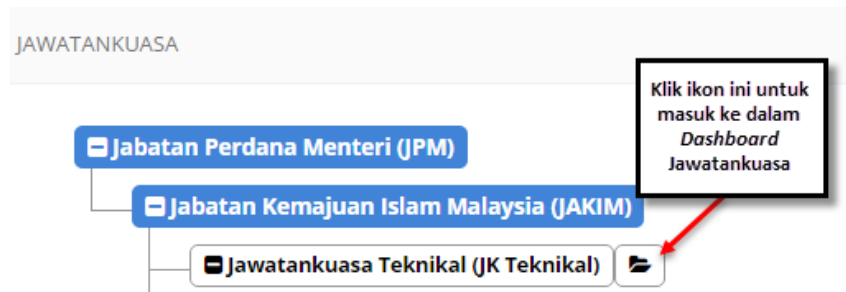 JAWATANKUASA
Klik ikon ini untuk
masuk ke dalam
Dashboard
Jawatankuasa
Jabatan Perdana Menteri (JPM)
Jabatan Kemajuan Islam Malaysia (JAKIM)
Jawatankuasa Teknikal (JK Teknikal)